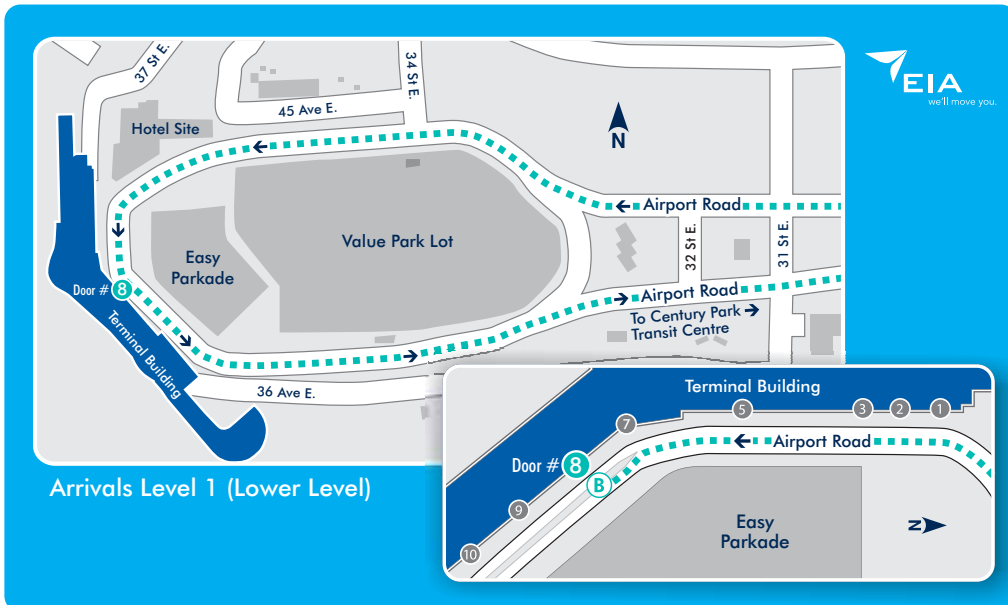 37 St E.
34 St E.
EIA
we'll move you.
45 Ave E.
Hotel Site
N
Airport Road
Value Park Lot
32 St E.
31 St E.
Easy
Parkade
Door # 8
Airport Road
To Century Park
Transit Centre
Terminal Building
36 Ave E.
Arrivals Level 1 (Lower Level)
Terminal Building
7
5
3
2
1
Airport Road
Door # 8
B
9
10
Easy
Parkade
N